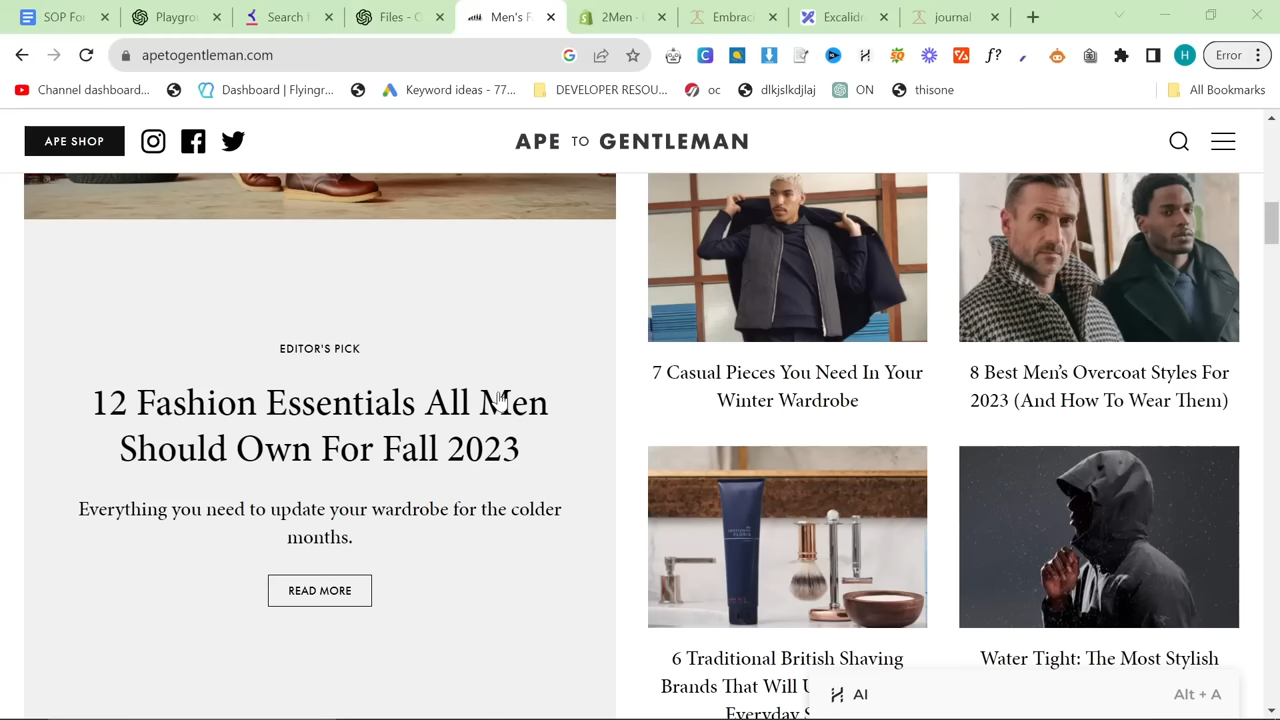 SOP For
Playgrou
Search f
Files - C
Men's F
2Men
Embrac
Excalidr
journal
apetogentleman.com
Error
Channel dashboard...
Dashboard | Flyingr...
Keyword ideas - 77...
DEVELOPER RESOU...
oc
dlkjslkdjlaj
ON
thisone
All Bookmarks
APE SHOP
APE TO GENTLEMAN
EDITOR'S PICK
12 Fashion Essentials All Men
Should Own For Fall 2023
Everything you need to update your wardrobe for the colder
months.
READ MORE
7 Casual Pieces You Need In Your
Winter Wardrobe
8 Best Men's Overcoat Styles For
2023 (And How To Wear Them)
6 Traditional British Shaving
Brands That Will U
Everyday S
Water Tight: The Most Stylish
AI
Alt + A